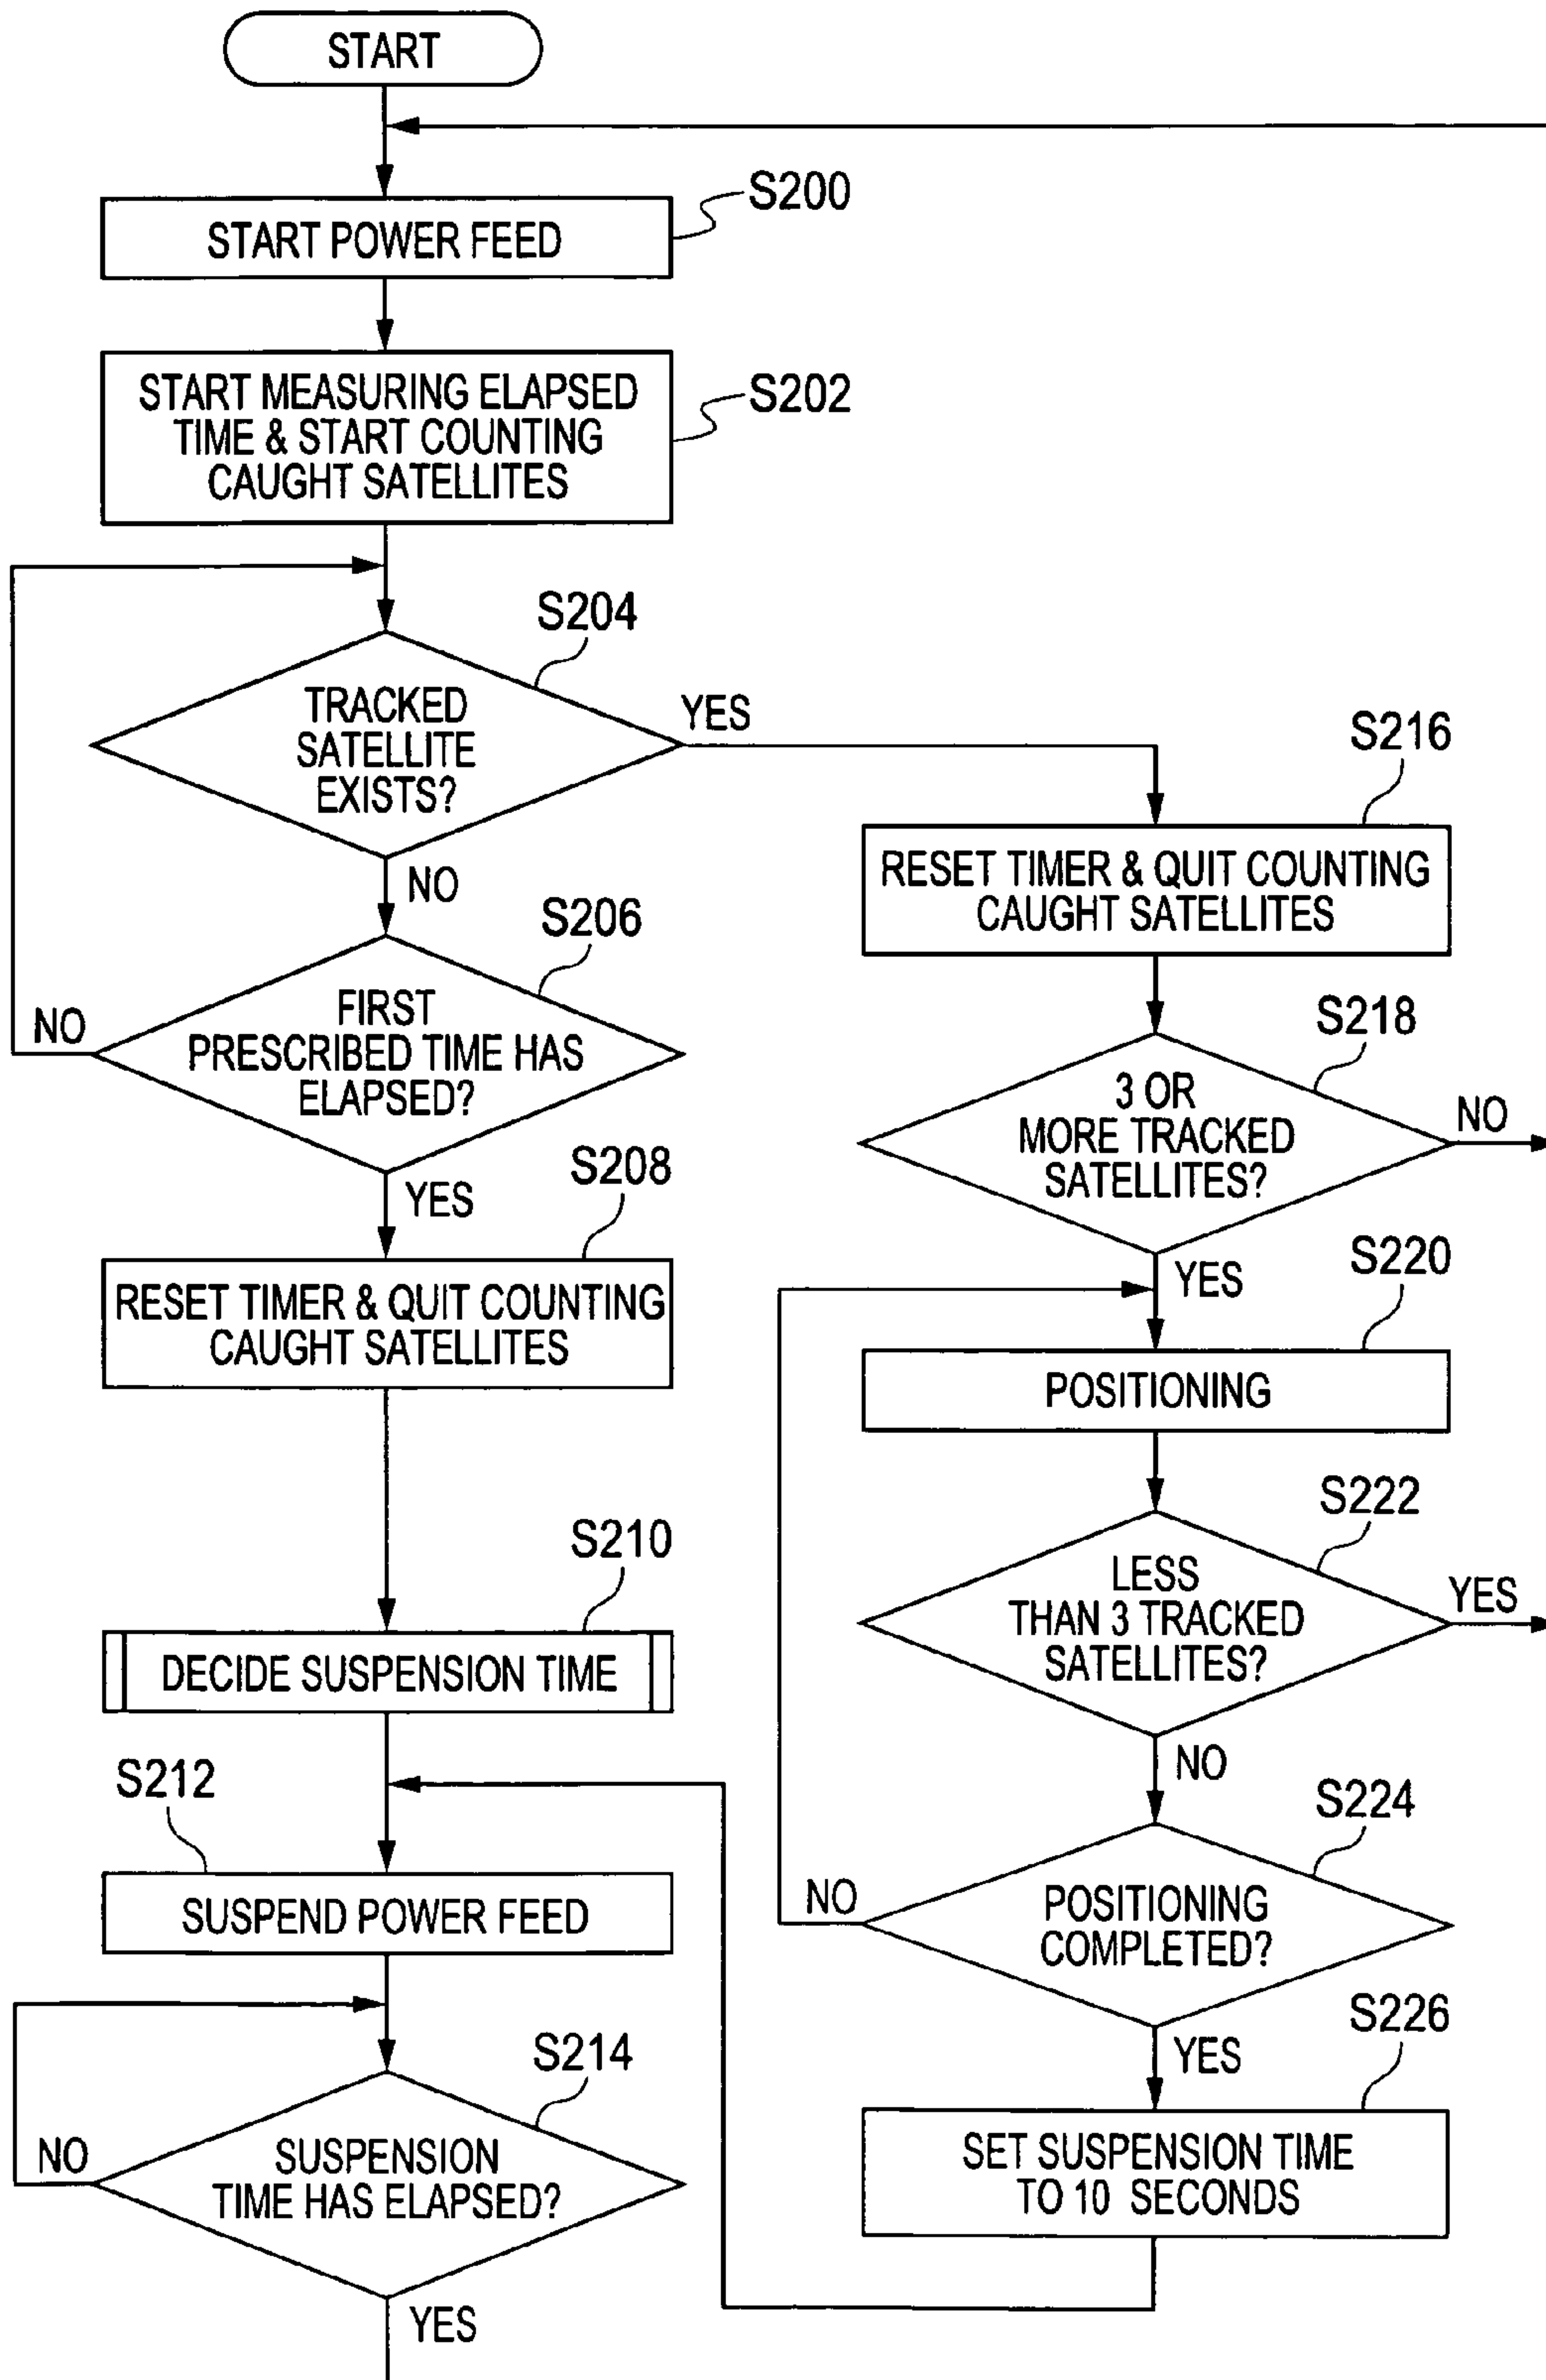 START
S200
START POWER FEED
S202
START MEASURING ELAPSED
TIME & START COUNTING
CAUGHT SATELLITES
S204
TRACKED
SATELLITE
EXISTS?
YES
NO
S206
FIRST
PRESCRIBED TIME HAS
ELAPSED?
NO
YES
S208
RESET TIMER & QUIT COUNTING
CAUGHT SATELLITES
S210
DECIDE SUSPENSION TIME
S212
SUSPEND POWER FEED
S214
SUSPENSION
TIME HAS ELAPSED?
NO
YES
S216
RESET TIMER & QUIT COUNTING
CAUGHT SATELLITES
S218
3 OR
MORE TRACKED
SATELLITES?
NO
YES
S220
POSITIONING
S222
LESS
THAN 3 TRACKED
SATELLITES?
YES
NO
S224
POSITIONING
COMPLETED?
NO
YES
S226
SET SUSPENSION TIME
TO 10 SECONDS